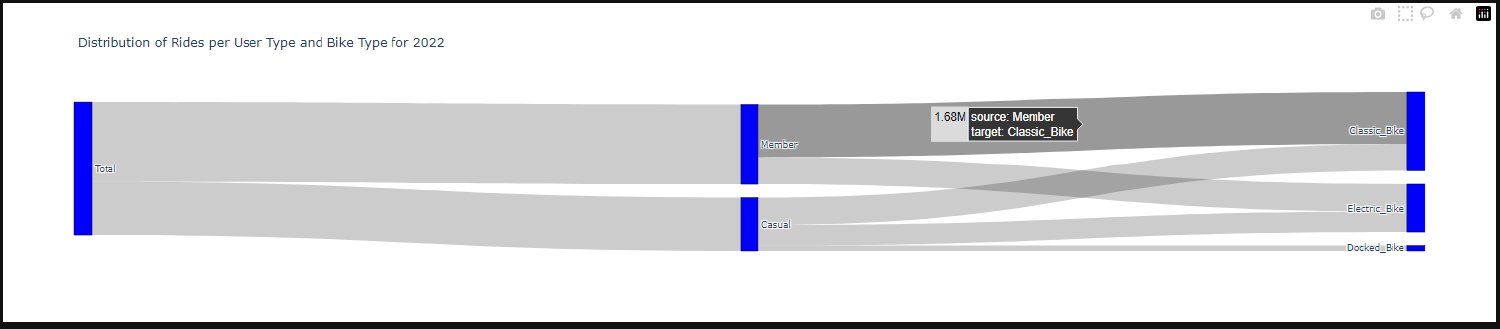 Distribution of Rides per User Type and Bike Type for 2022
1.68M
source: Member
target: Classic_Bike
Classic_Bike
Member
Total
Electric_Bike
Casual
Docked_Bike